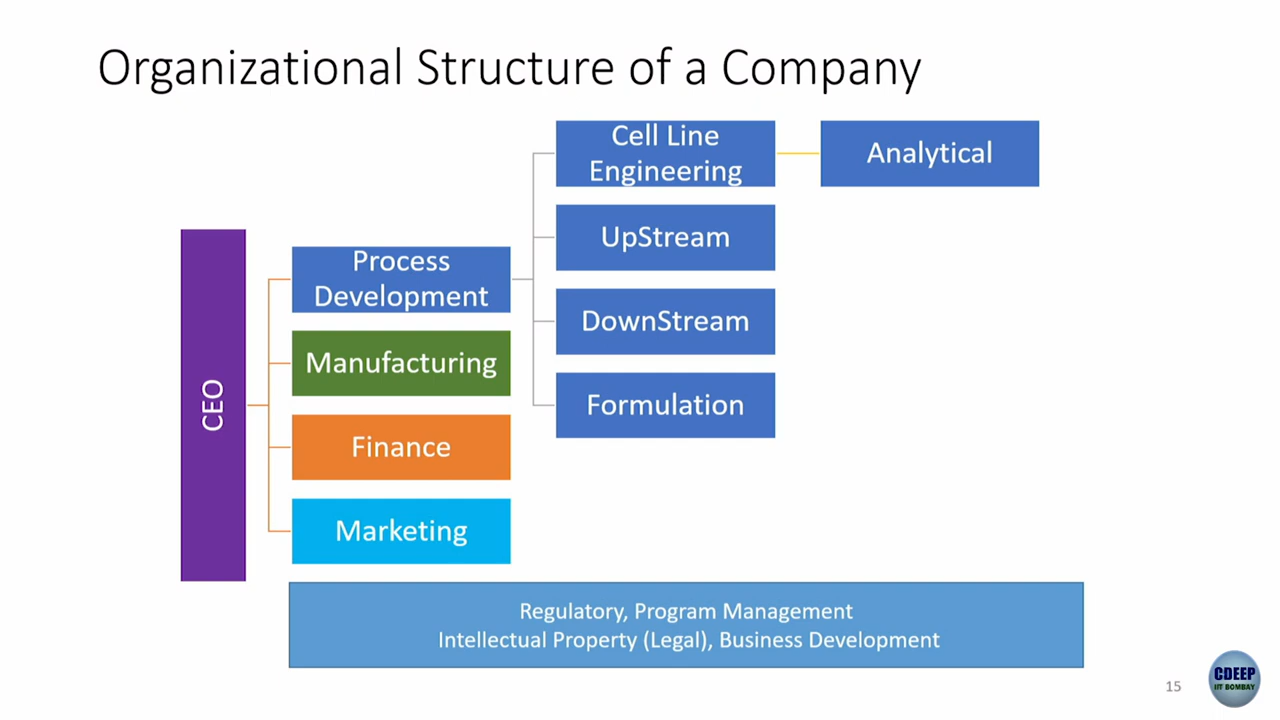 Organizational Structure of a Company
Cell Line
Engineering
Analytical
UpStream
Process
Development
DownStream
Manufacturing
CEO
Formulation
Finance
Marketing
Regulatory, Program Management
Intellectual Property (Legal), Business Development
15
CDEEP
IIT BOMBAY